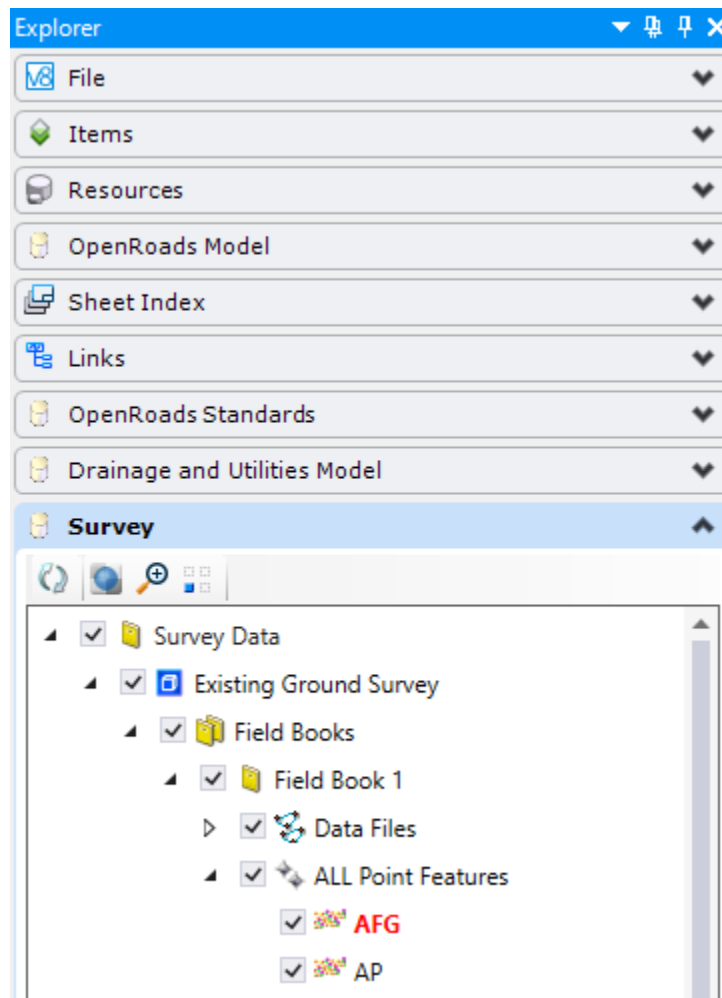 Explorer
V8 File
Items
Resources
OpenRoads Model
Sheet Index
Links
OpenRoads Standards
Drainage and Utilities Model
Survey
Survey Data
Existing Ground Survey
Field Books
Field Book 1
Data Files
ALL Point Features
AFG
AP